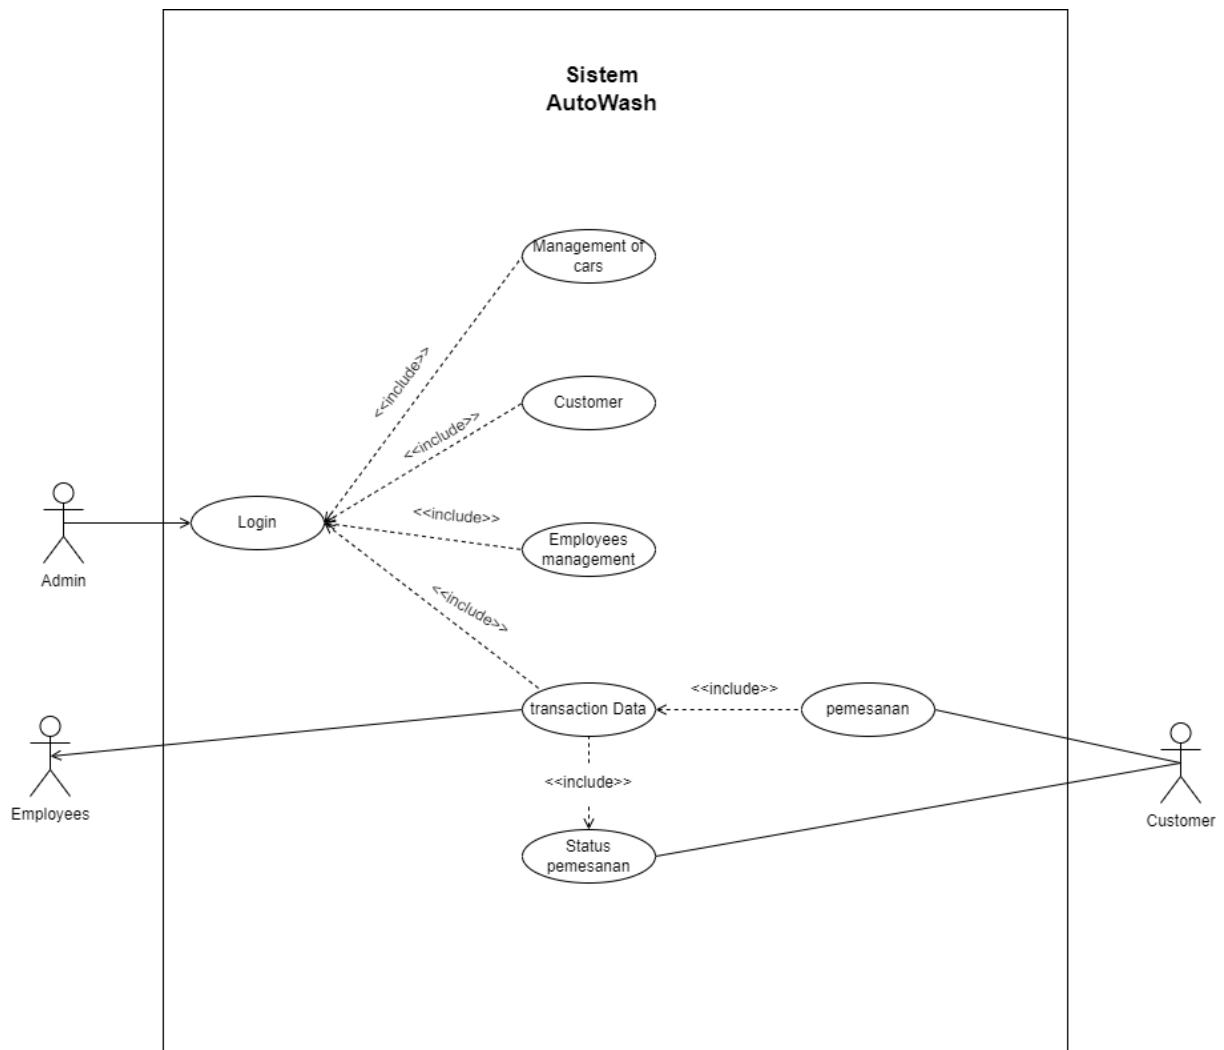 Sistem
AutoWash
Management of
cars
<<include>>
Customer
<<include>>
<<include>>
Login
Employees
management
Admin
<<include>>
<<include>>
transaction Data
pemesanan
<<include>>
Employees
Customer
Status
pemesanan